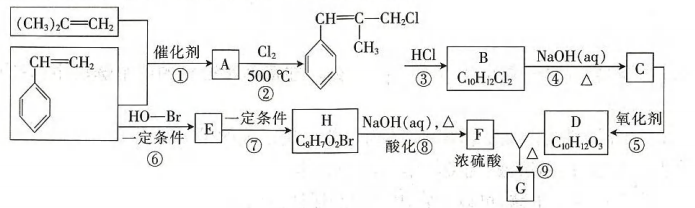 (CH₃)₂C=CH₂
CH=CH₂
催化剂
①
A
Cl₂
500 ℃
②
CH=C—CH₂Cl
CH₃
HCl
③
B
C₁₀H₁₂Cl₂
NaOH(aq)
△
④
C
氧化剂
⑤
D
C₁₀H₁₂O₃
HO—Br
一定条件
⑥
E
一定条件
⑦
H
C₈H₇O₂Br
NaOH(aq),△
酸化⑧
F
浓硫酸
△
⑨
G